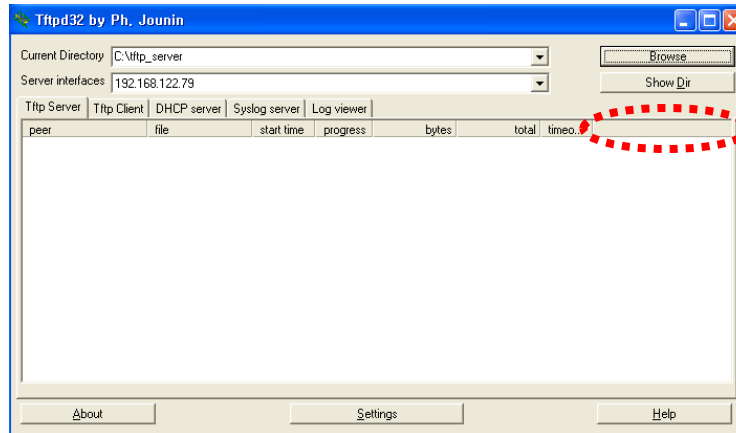 Tftpd32 by Ph. Jounin
Current Directory C:\tftp_server Browse
Server interfaces 192.168.122.79 Show Dir
Tftp Server Tftp Client DHCP server Syslog server Log viewer
peer file start time progress bytes total timeo...
About Settings Help